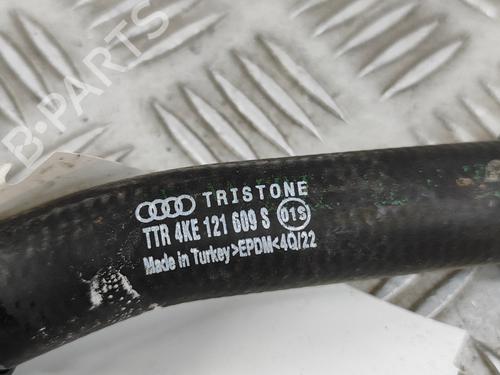 B-PARTS
TRISTONE
TTR 4KE 121 609 S 01S
Made in Turkey >EPDM< 4Q/22